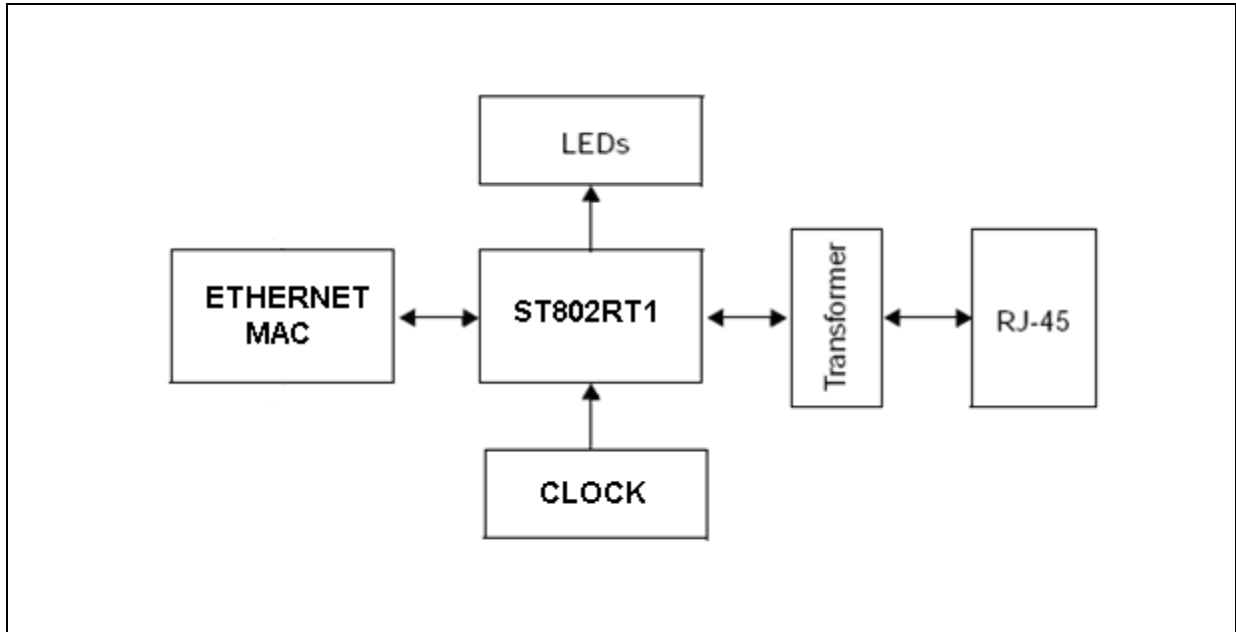 LEDs
ETHERNET
MAC
ST802RT1
Transformer
RJ-45
CLOCK